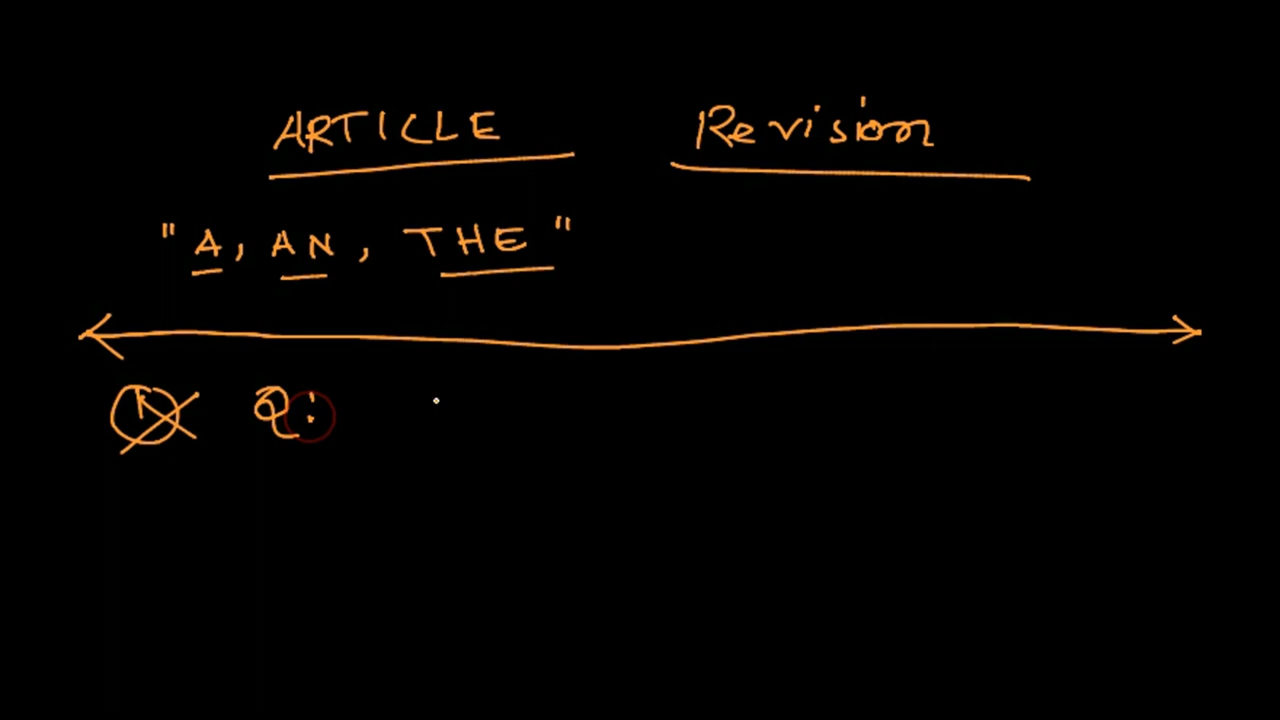 ARTICLE Revision
" A, AN, THE "
Q: